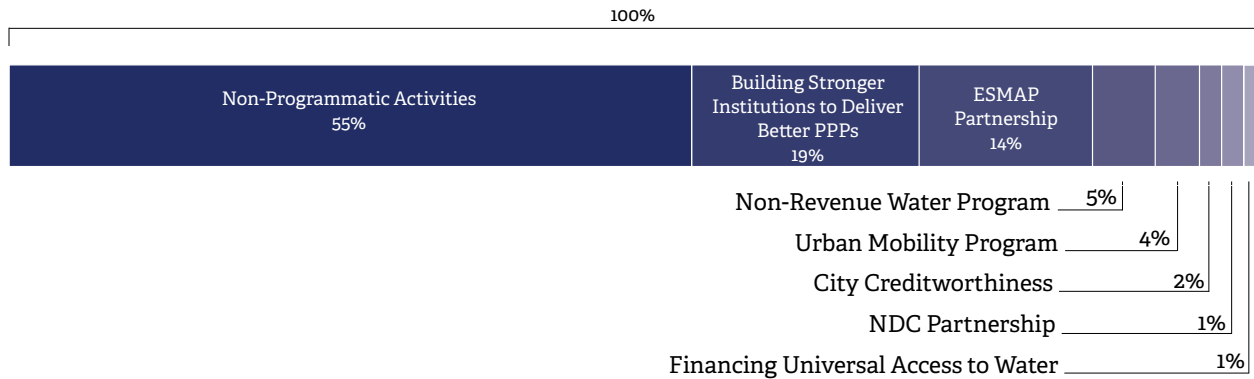 100%
Non-Programmatic Activities
55%
Building Stronger
Institutions to Deliver
Better PPPs
19%
ESMAP
Partnership
14%
Non-Revenue Water Program 5%
Urban Mobility Program 4%
City Creditworthiness 2%
NDC Partnership 1%
Financing Universal Access to Water 1%